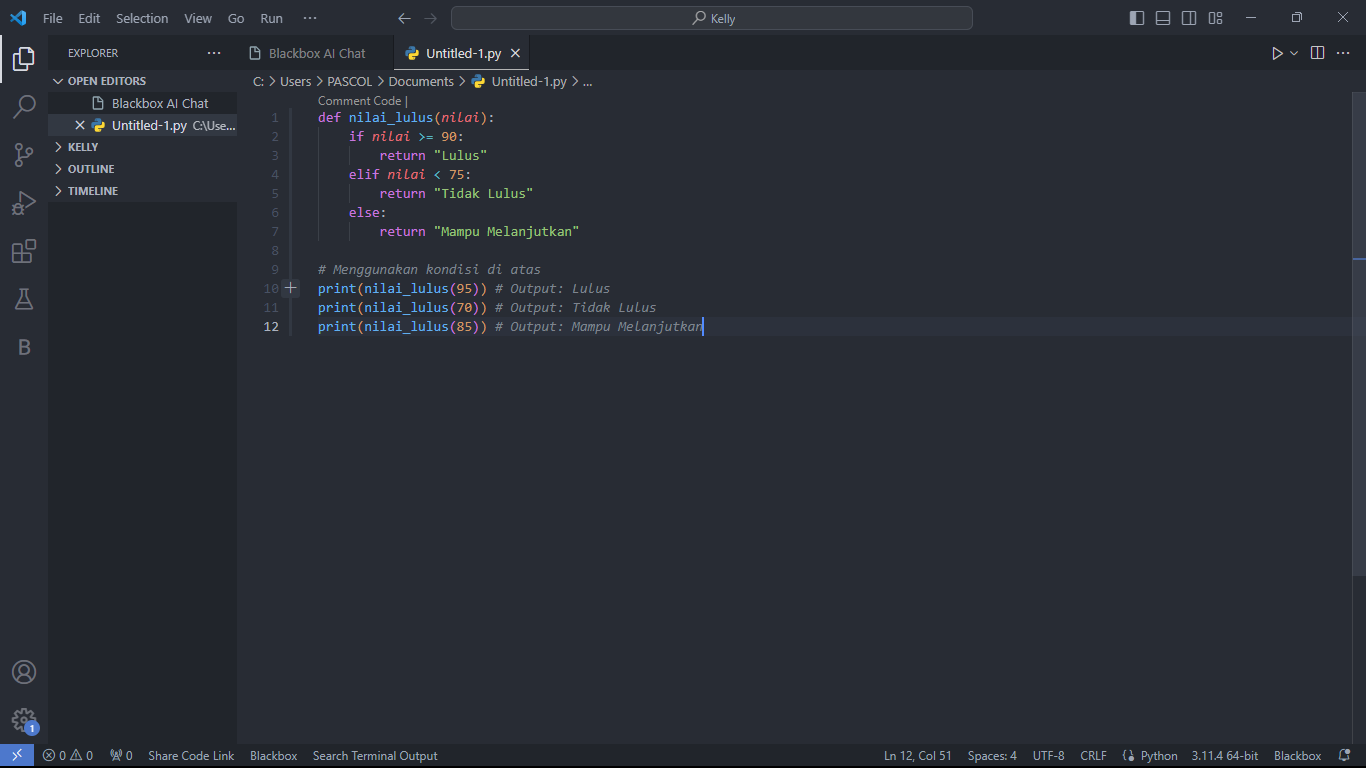 File Edit Selection View Go Run ··· Kelly
EXPLORER ···
OPEN EDITORS
Blackbox AI Chat
Untitled-1.py C:\Use...
KELLY
OUTLINE
TIMELINE
Blackbox AI Chat Untitled-1.py
C: > Users > PASCOL > Documents > Untitled-1.py > ...
Comment Code |
1 def nilai_lulus(nilai):
2 if nilai >= 90:
3 return "Lulus"
4 elif nilai < 75:
5 return "Tidak Lulus"
6 else:
7 return "Mampu Melanjutkan"
8
9 # Menggunakan kondisi di atas
10 print(nilai_lulus(95)) # Output: Lulus
11 print(nilai_lulus(70)) # Output: Tidak Lulus
12 print(nilai_lulus(85)) # Output: Mampu Melanjutkan
B
1
0 0 0 Share Code Link Blackbox Search Terminal Output Ln 12, Col 51 Spaces: 4 UTF-8 CRLF Python 3.11.4 64-bit Blackbox